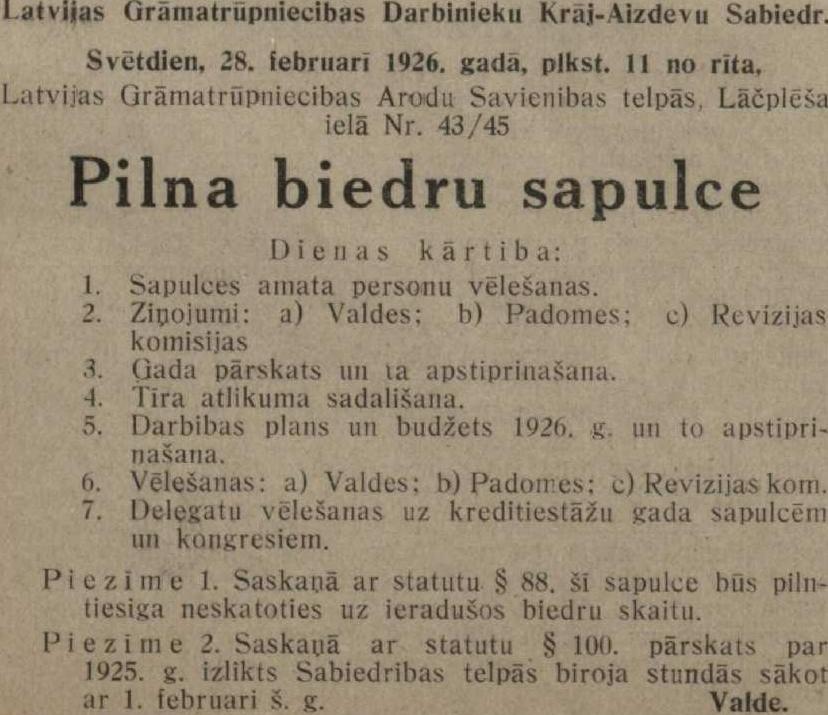 Latvijas Grāmatrūpniecibas Darbinieku Krāj-Aizdevu Sabiedr.
Svētdien, 28. februarī 1926. gadā, plkst. 11 no rīta,
Latvijas Grāmatrūpniecibas Arodu Savienibas telpās, Lāčplēša
ielā Nr. 43/45
Pilna biedru sapulce
Dienas kārtiba:
1. Sapulces amata personu vēlešanas.
2. Ziņojumi: a) Valdes; b) Padomes; c) Revizijas
komisijas
3. Gada pārskats un ta apstiprinašana.
4. Tīra atlikuma sadališana.
5. Darbibas plans un budžets 1926. g. un to apstipri-
našana.
6. Vēlešanas: a) Valdes; b) Padomes; c) Revizijas kom.
7. Delegatu vēlešanas uz kreditiestāžu gada sapulcēm
un kongresiem.
Piezime 1. Saskaņā ar statutu § 88. šī sapulce būs piln-
tiesiga neskatoties uz ieradušos biedru skaitu.
Piezime 2. Saskaņā ar statutu § 100. pārskats par
1925. g. izlikts Sabiedribas telpās biroja stundās sākot
ar 1. februari š. g. Valde.